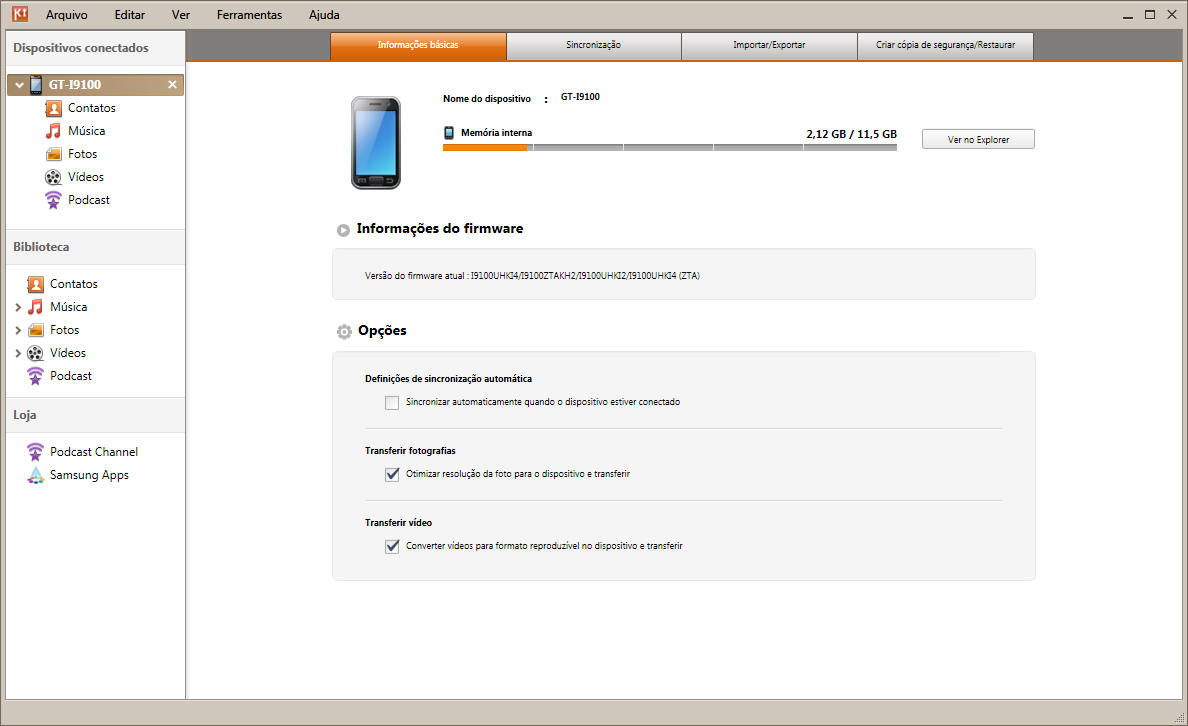 Arquivo Editar Ver Ferramentas Ajuda
Dispositivos conectados
GT-I9100
Contatos
Música
Fotos
Vídeos
Podcast
Biblioteca
Contatos
Música
Fotos
Vídeos
Podcast
Loja
Podcast Channel
Samsung Apps
Informações básicas Sincronização Importar/Exportar Criar cópia de segurança/Restaurar
Nome do dispositivo : GT-I9100
Memória interna 2,12 GB / 11,5 GB Ver no Explorer
Informações do firmware
Versão do firmware atual : I9100UHKI4/I9100ZTAKH2/I9100UHKI2/I9100UHKI4 (ZTA)
Opções
Definições de sincronização automática
Sincronizar automaticamente quando o dispositivo estiver conectado
Transferir fotografias
Otimizar resolução da foto para o dispositivo e transferir
Transferir vídeo
Converter vídeos para formato reproduzível no dispositivo e transferir